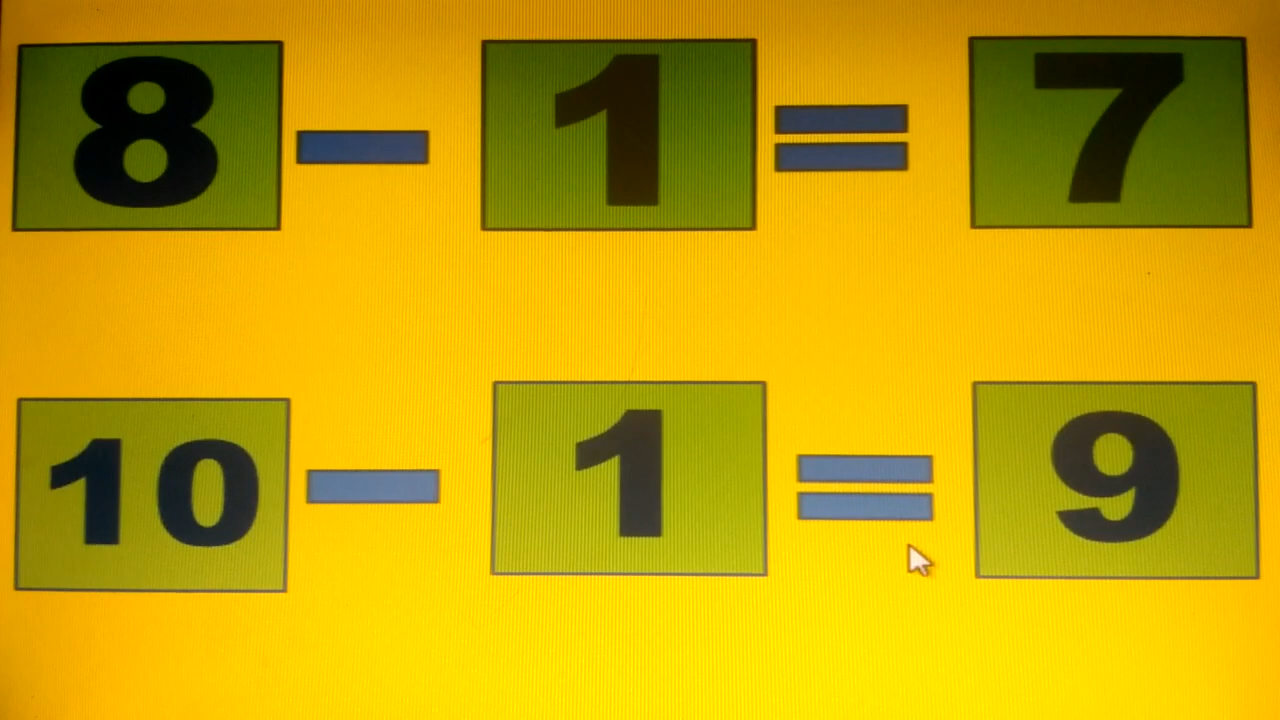 8 - 1 = 7
10 - 1 = 9